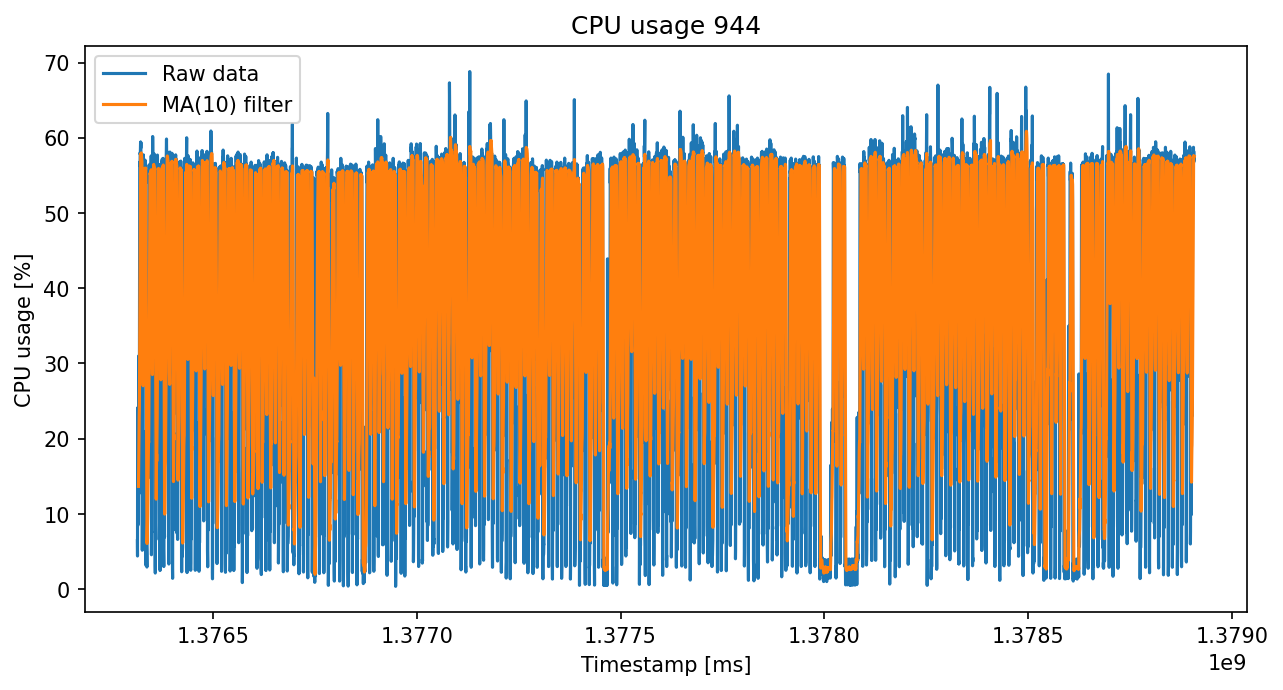 CPU usage 944
Raw data
MA(10) filter
70
60
50
40
30
20
10
0
CPU usage [%]
1.3765
1.3770
1.3775
1.3780
1.3785
1.3790
1e9
Timestamp [ms]